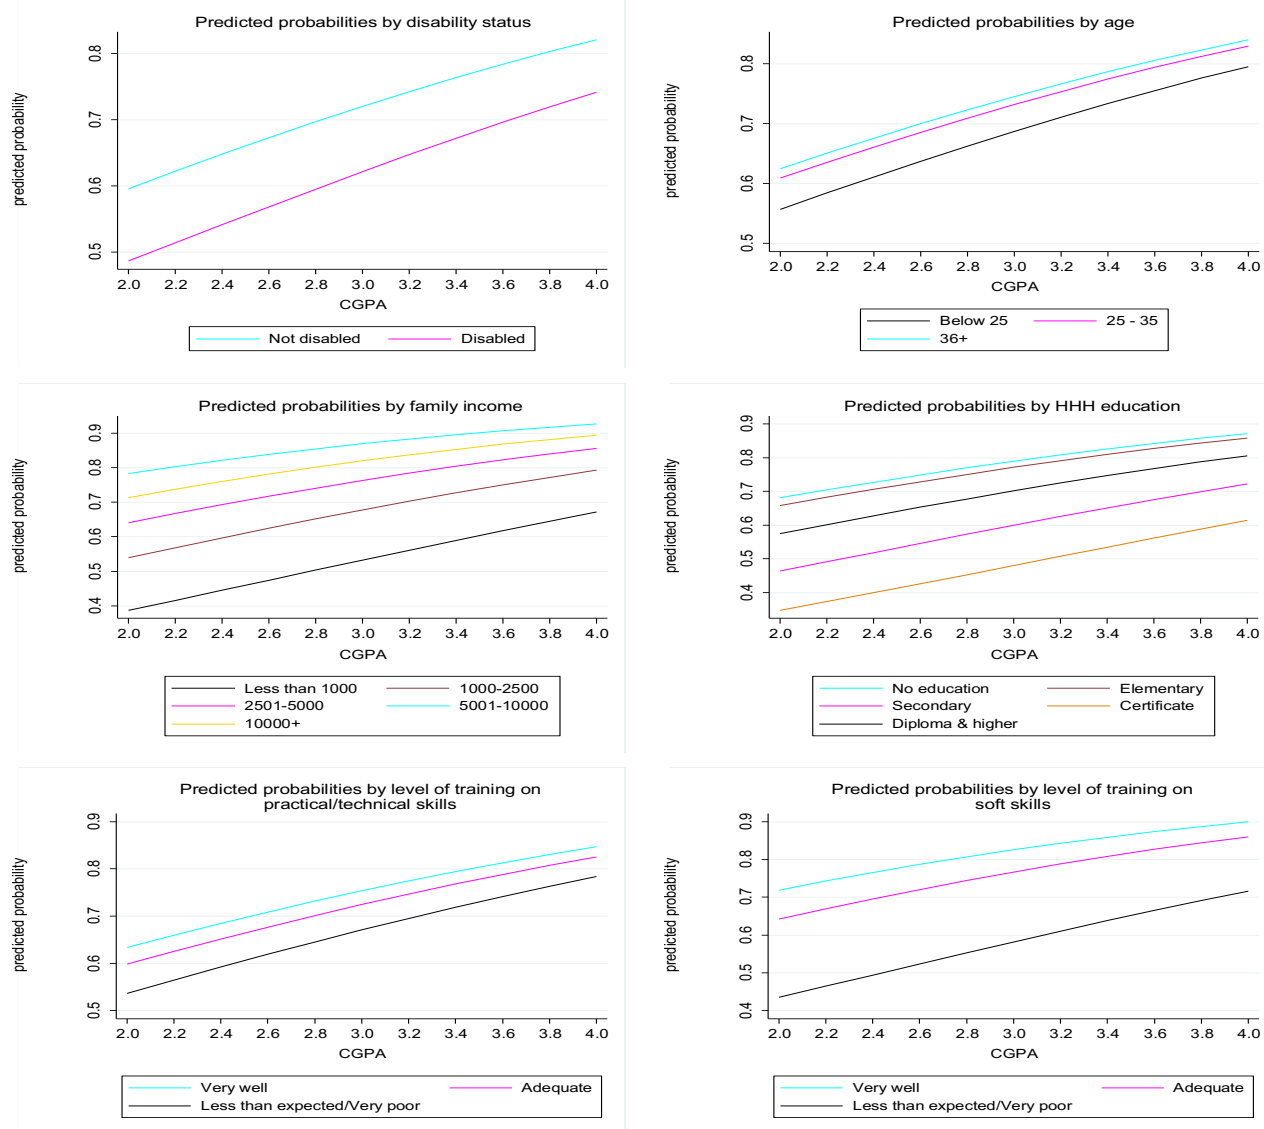 Predicted probabilities by disability status
predicted probability
0.8
0.7
0.6
0.5
2.0 2.2 2.4 2.6 2.8 3.0 3.2 3.4 3.6 3.8 4.0
CGPA
Not disabled Disabled
Predicted probabilities by age
predicted probability
0.8
0.7
0.6
0.5
2.0 2.2 2.4 2.6 2.8 3.0 3.2 3.4 3.6 3.8 4.0
CGPA
Below 25 25 - 35
36+
Predicted probabilities by family income
predicted probability
0.9
0.8
0.7
0.6
0.5
0.4
2.0 2.2 2.4 2.6 2.8 3.0 3.2 3.4 3.6 3.8 4.0
CGPA
Less than 1000 1000-2500
2501-5000 5001-10000
10000+
Predicted probabilities by HHH education
predicted probability
0.9
0.8
0.7
0.6
0.5
0.4
2.0 2.2 2.4 2.6 2.8 3.0 3.2 3.4 3.6 3.8 4.0
CGPA
No education Elementary
Secondary Certificate
Diploma & higher
Predicted probabilities by level of training on
practical/technical skills
predicted probability
0.9
0.8
0.7
0.6
0.5
2.0 2.2 2.4 2.6 2.8 3.0 3.2 3.4 3.6 3.8 4.0
CGPA
Very well Adequate
Less than expected/Very poor
Predicted probabilities by level of training on
soft skills
predicted probability
0.9
0.8
0.7
0.6
0.5
0.4
2.0 2.2 2.4 2.6 2.8 3.0 3.2 3.4 3.6 3.8 4.0
CGPA
Very well Adequate
Less than expected/Very poor